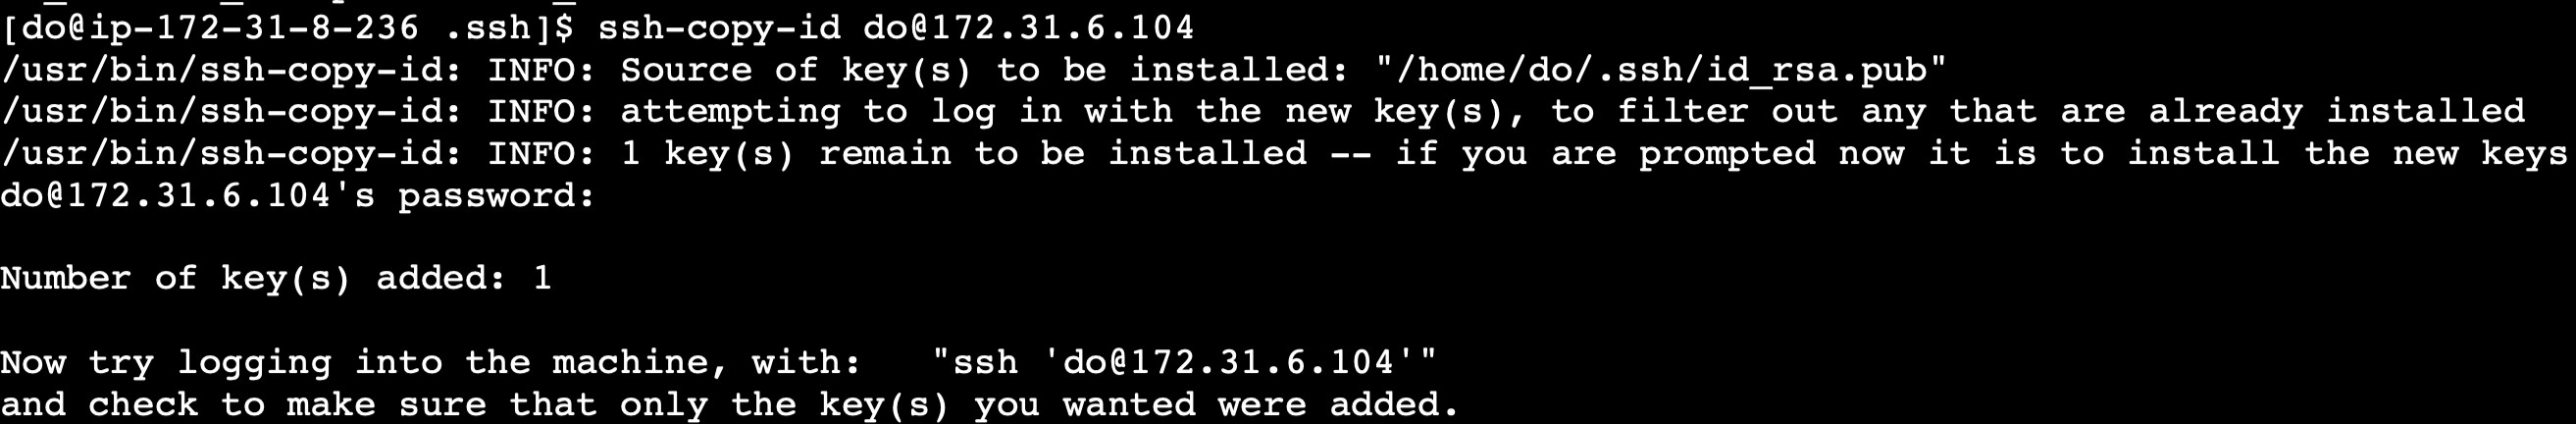 [do@ip-172-31-8-236 .ssh]$ ssh-copy-id do@172.31.6.104
/usr/bin/ssh-copy-id: INFO: Source of key(s) to be installed: "/home/do/.ssh/id_rsa.pub"
/usr/bin/ssh-copy-id: INFO: attempting to log in with the new key(s), to filter out any that are already installed
/usr/bin/ssh-copy-id: INFO: 1 key(s) remain to be installed -- if you are prompted now it is to install the new keys
do@172.31.6.104's password:
Number of key(s) added: 1
Now try logging into the machine, with:   "ssh 'do@172.31.6.104'"
and check to make sure that only the key(s) you wanted were added.